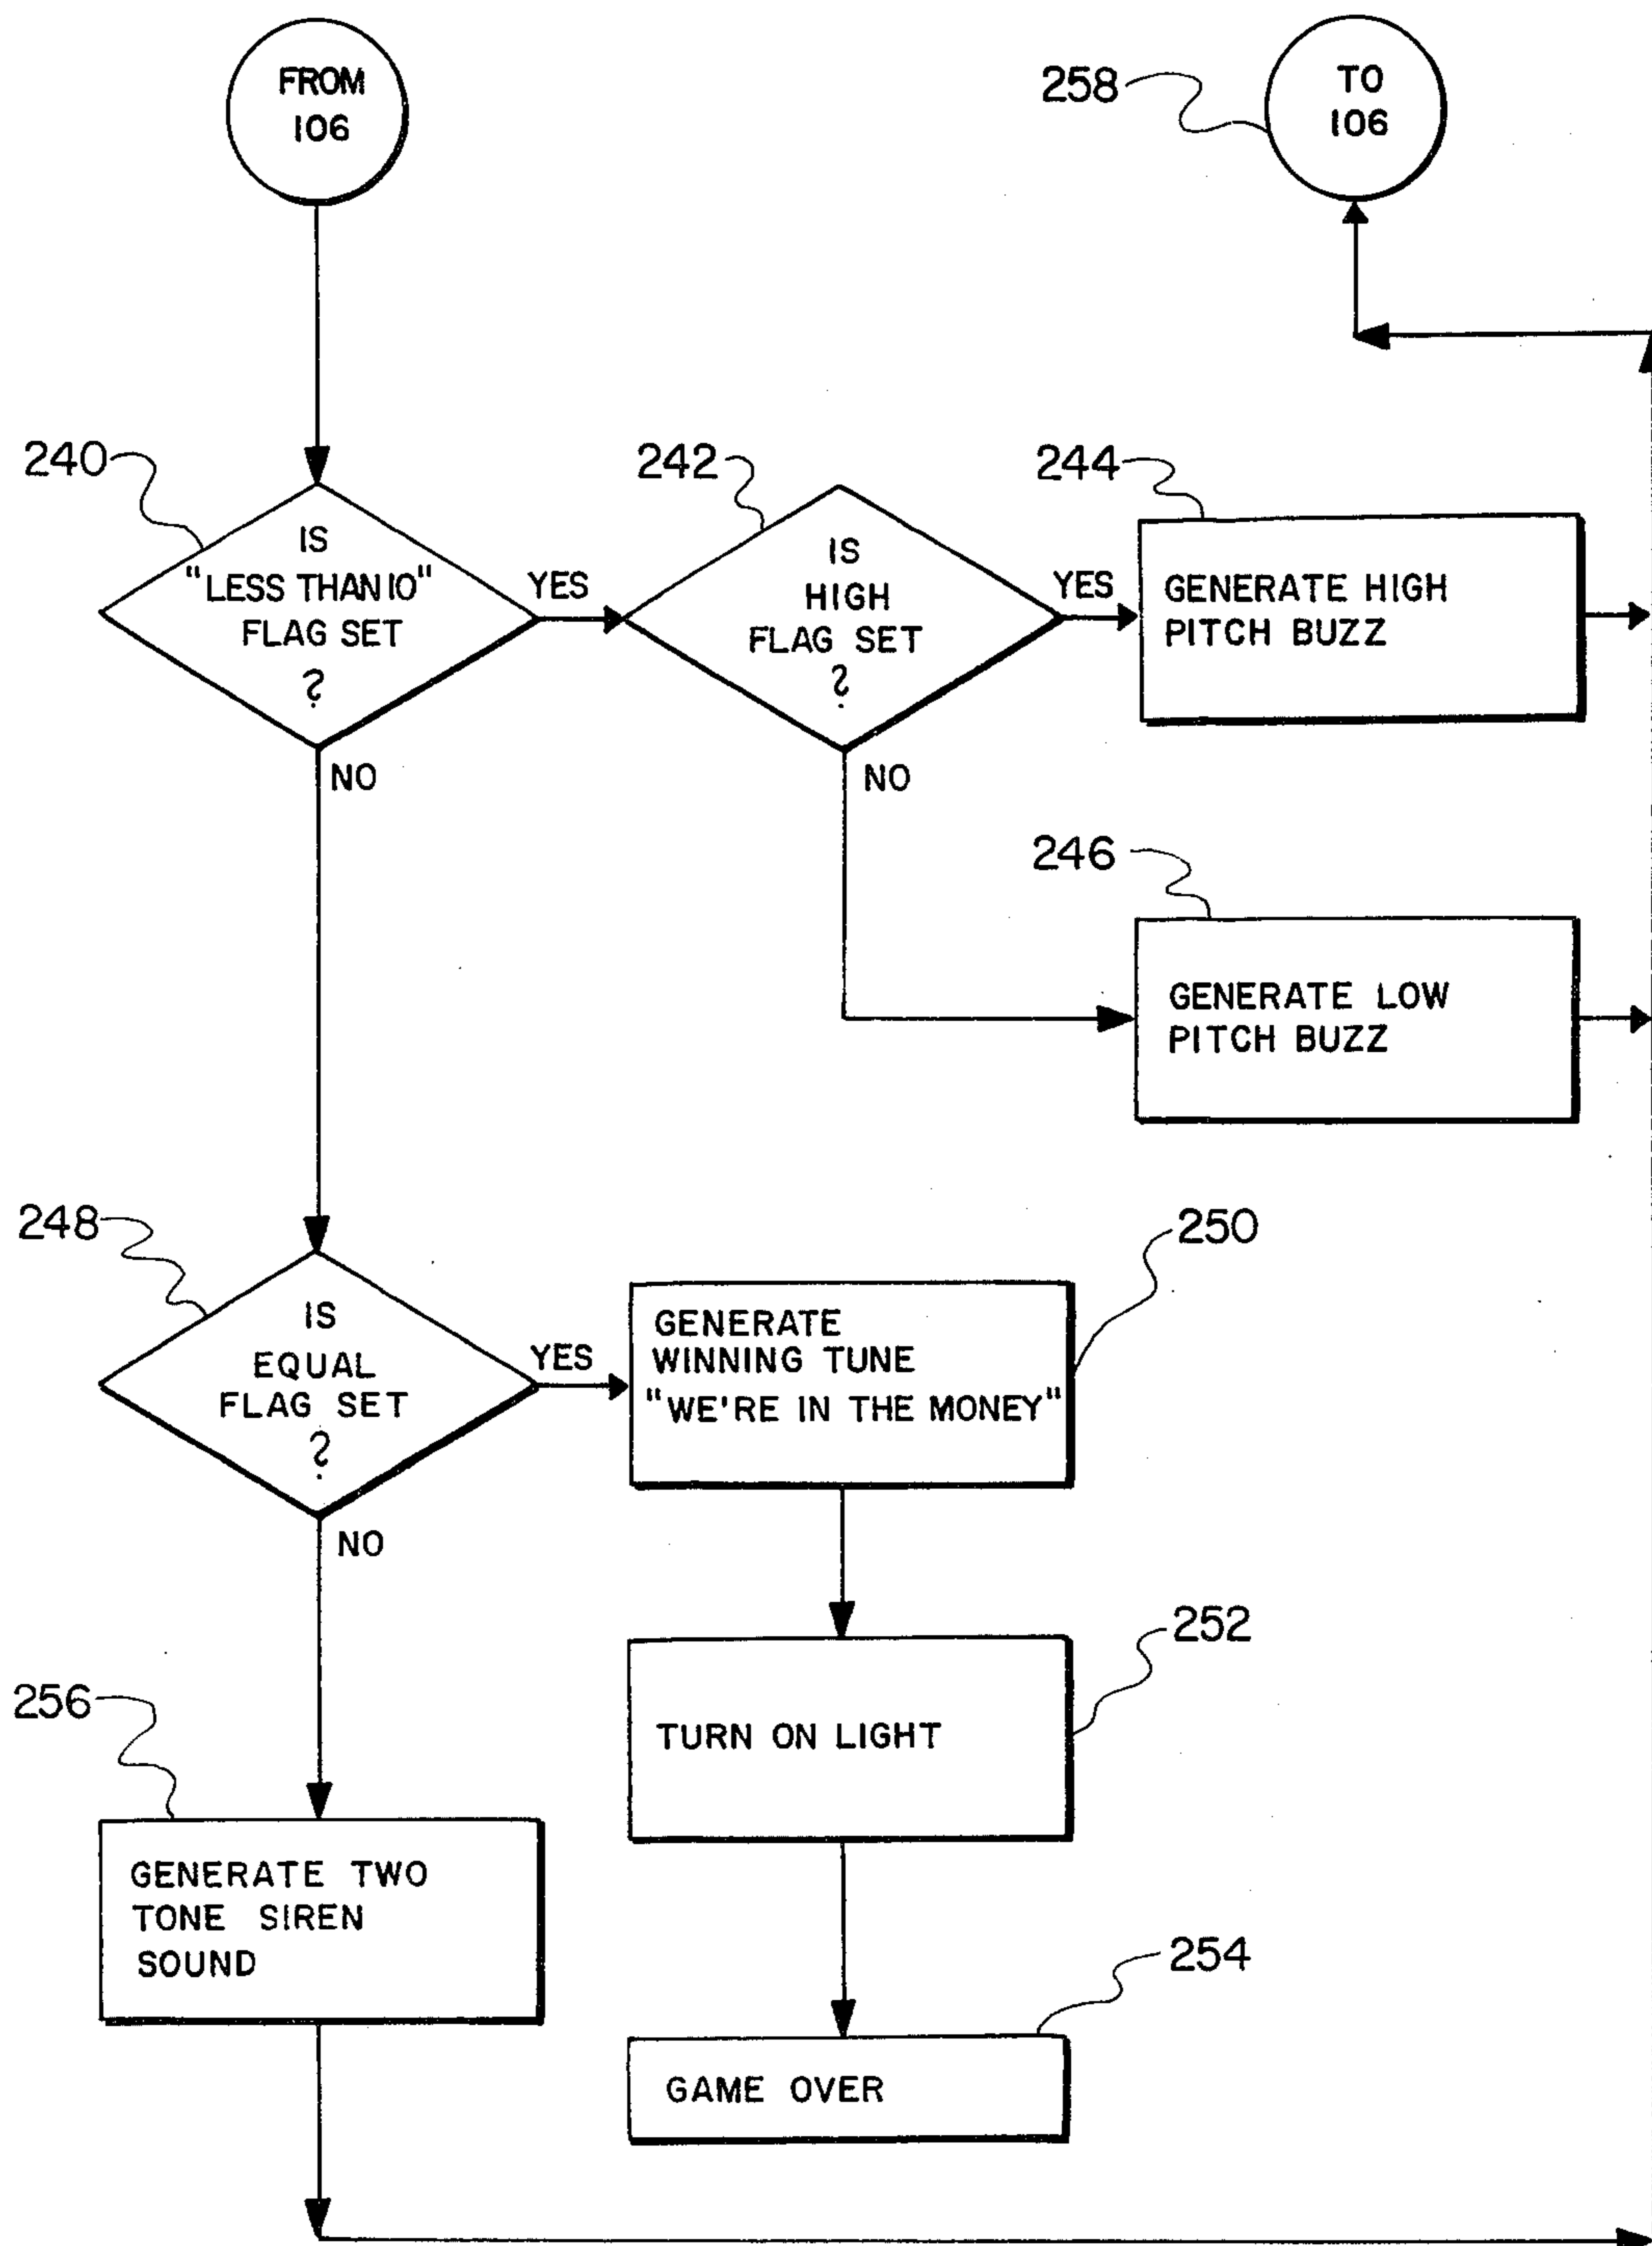 FROM
106
258
TO
106
240
IS
"LESS THAN 10"
FLAG SET
?
YES
NO
242
IS
HIGH
FLAG SET
?
YES
NO
244
GENERATE HIGH
PITCH BUZZ
246
GENERATE LOW
PITCH BUZZ
248
IS
EQUAL
FLAG SET
?
YES
NO
250
GENERATE
WINNING TUNE
"WE'RE IN THE MONEY"
252
TURN ON LIGHT
256
GENERATE TWO
TONE SIREN
SOUND
254
GAME OVER